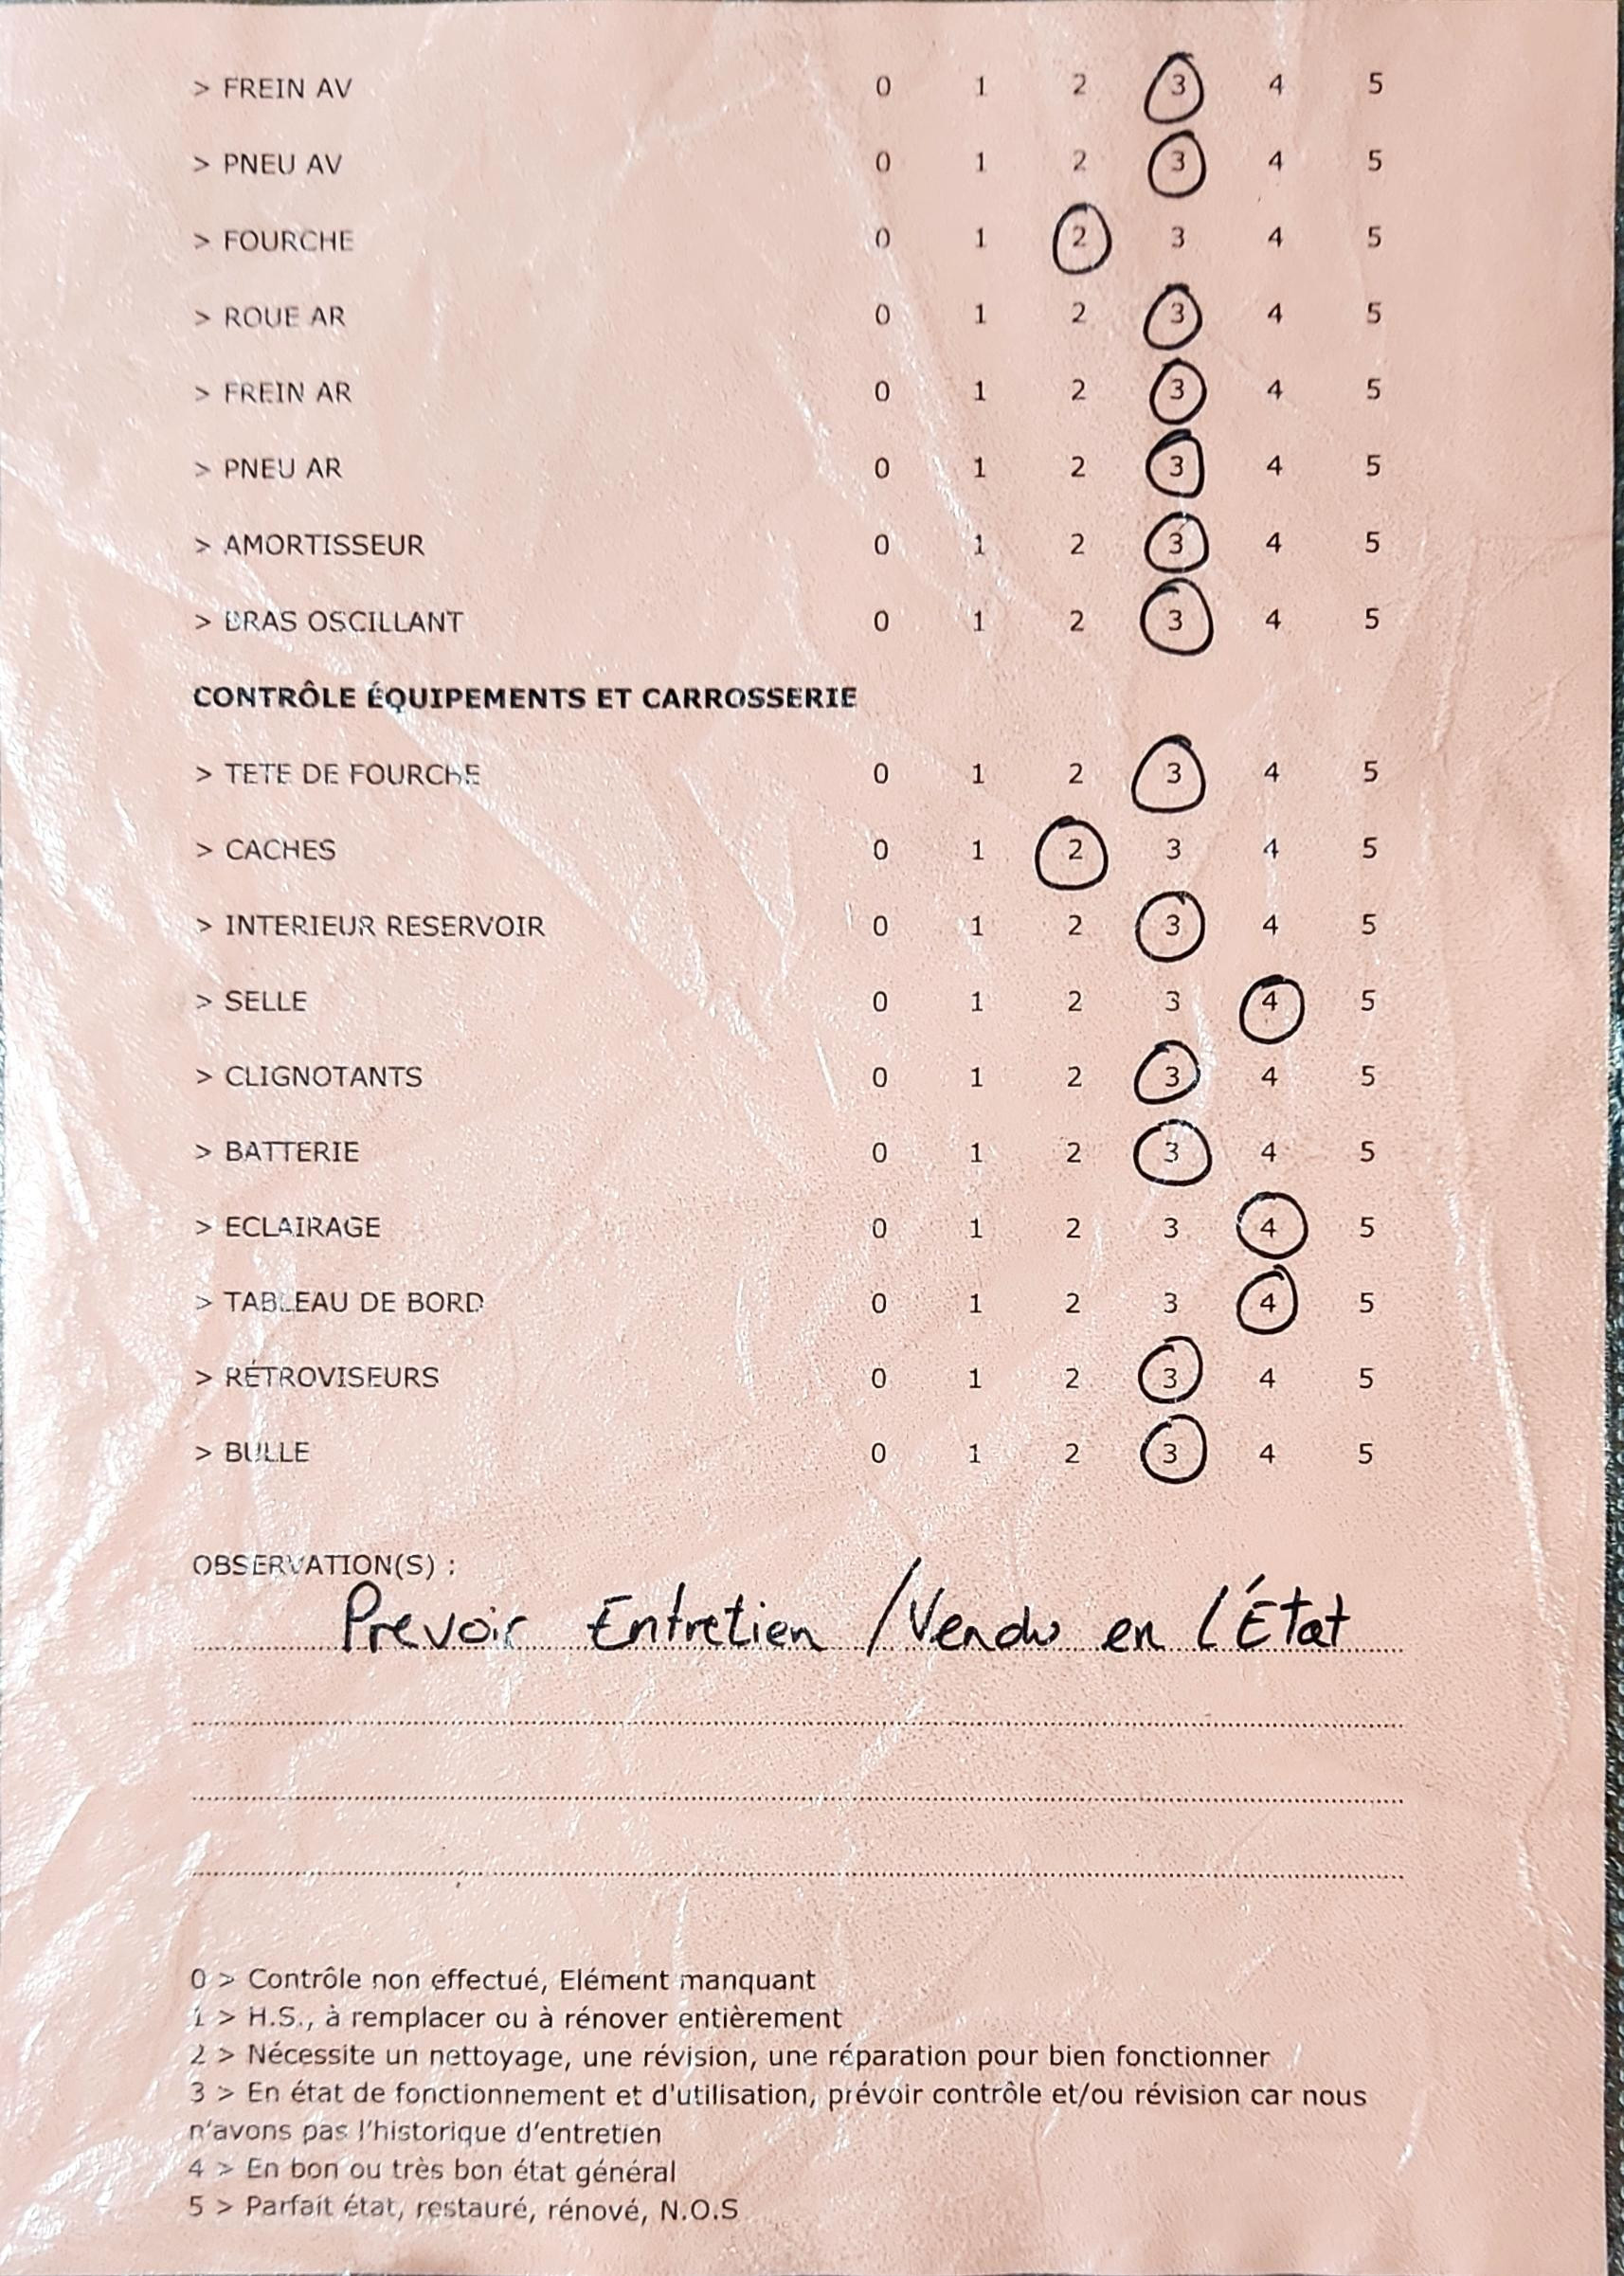 > FREIN AV 0 1 2 3 4 5
> PNEU AV 0 1 2 3 4 5
> FOURCHE 0 1 2 3 4 5
> ROUE AR 0 1 2 3 4 5
> FREIN AR 0 1 2 3 4 5
> PNEU AR 0 1 2 3 4 5
> AMORTISSEUR 0 1 2 3 4 5
> BRAS OSCILLANT 0 1 2 3 4 5
CONTRÔLE ÉQUIPEMENTS ET CARROSSERIE
> TETE DE FOURCHE 0 1 2 3 4 5
> CACHES 0 1 2 3 4 5
> INTERIEUR RESERVOIR 0 1 2 3 4 5
> SELLE 0 1 2 3 4 5
> CLIGNOTANTS 0 1 2 3 4 5
> BATTERIE 0 1 2 3 4 5
> ECLAIRAGE 0 1 2 3 4 5
> TABLEAU DE BORD 0 1 2 3 4 5
> RÉTROVISEURS 0 1 2 3 4 5
> BULLE 0 1 2 3 4 5
OBSERVATION(S) :
Prevoir Entretien / Vendu en l'État
0 > Contrôle non effectué, Elément manquant
1 > H.S., à remplacer ou à rénover entièrement
2 > Nécessite un nettoyage, une révision, une réparation pour bien fonctionner
3 > En état de fonctionnement et d'utilisation, prévoir contrôle et/ou révision car nous
n'avons pas l'historique d'entretien
4 > En bon ou très bon état général
5 > Parfait état, restauré, rénové, N.O.S